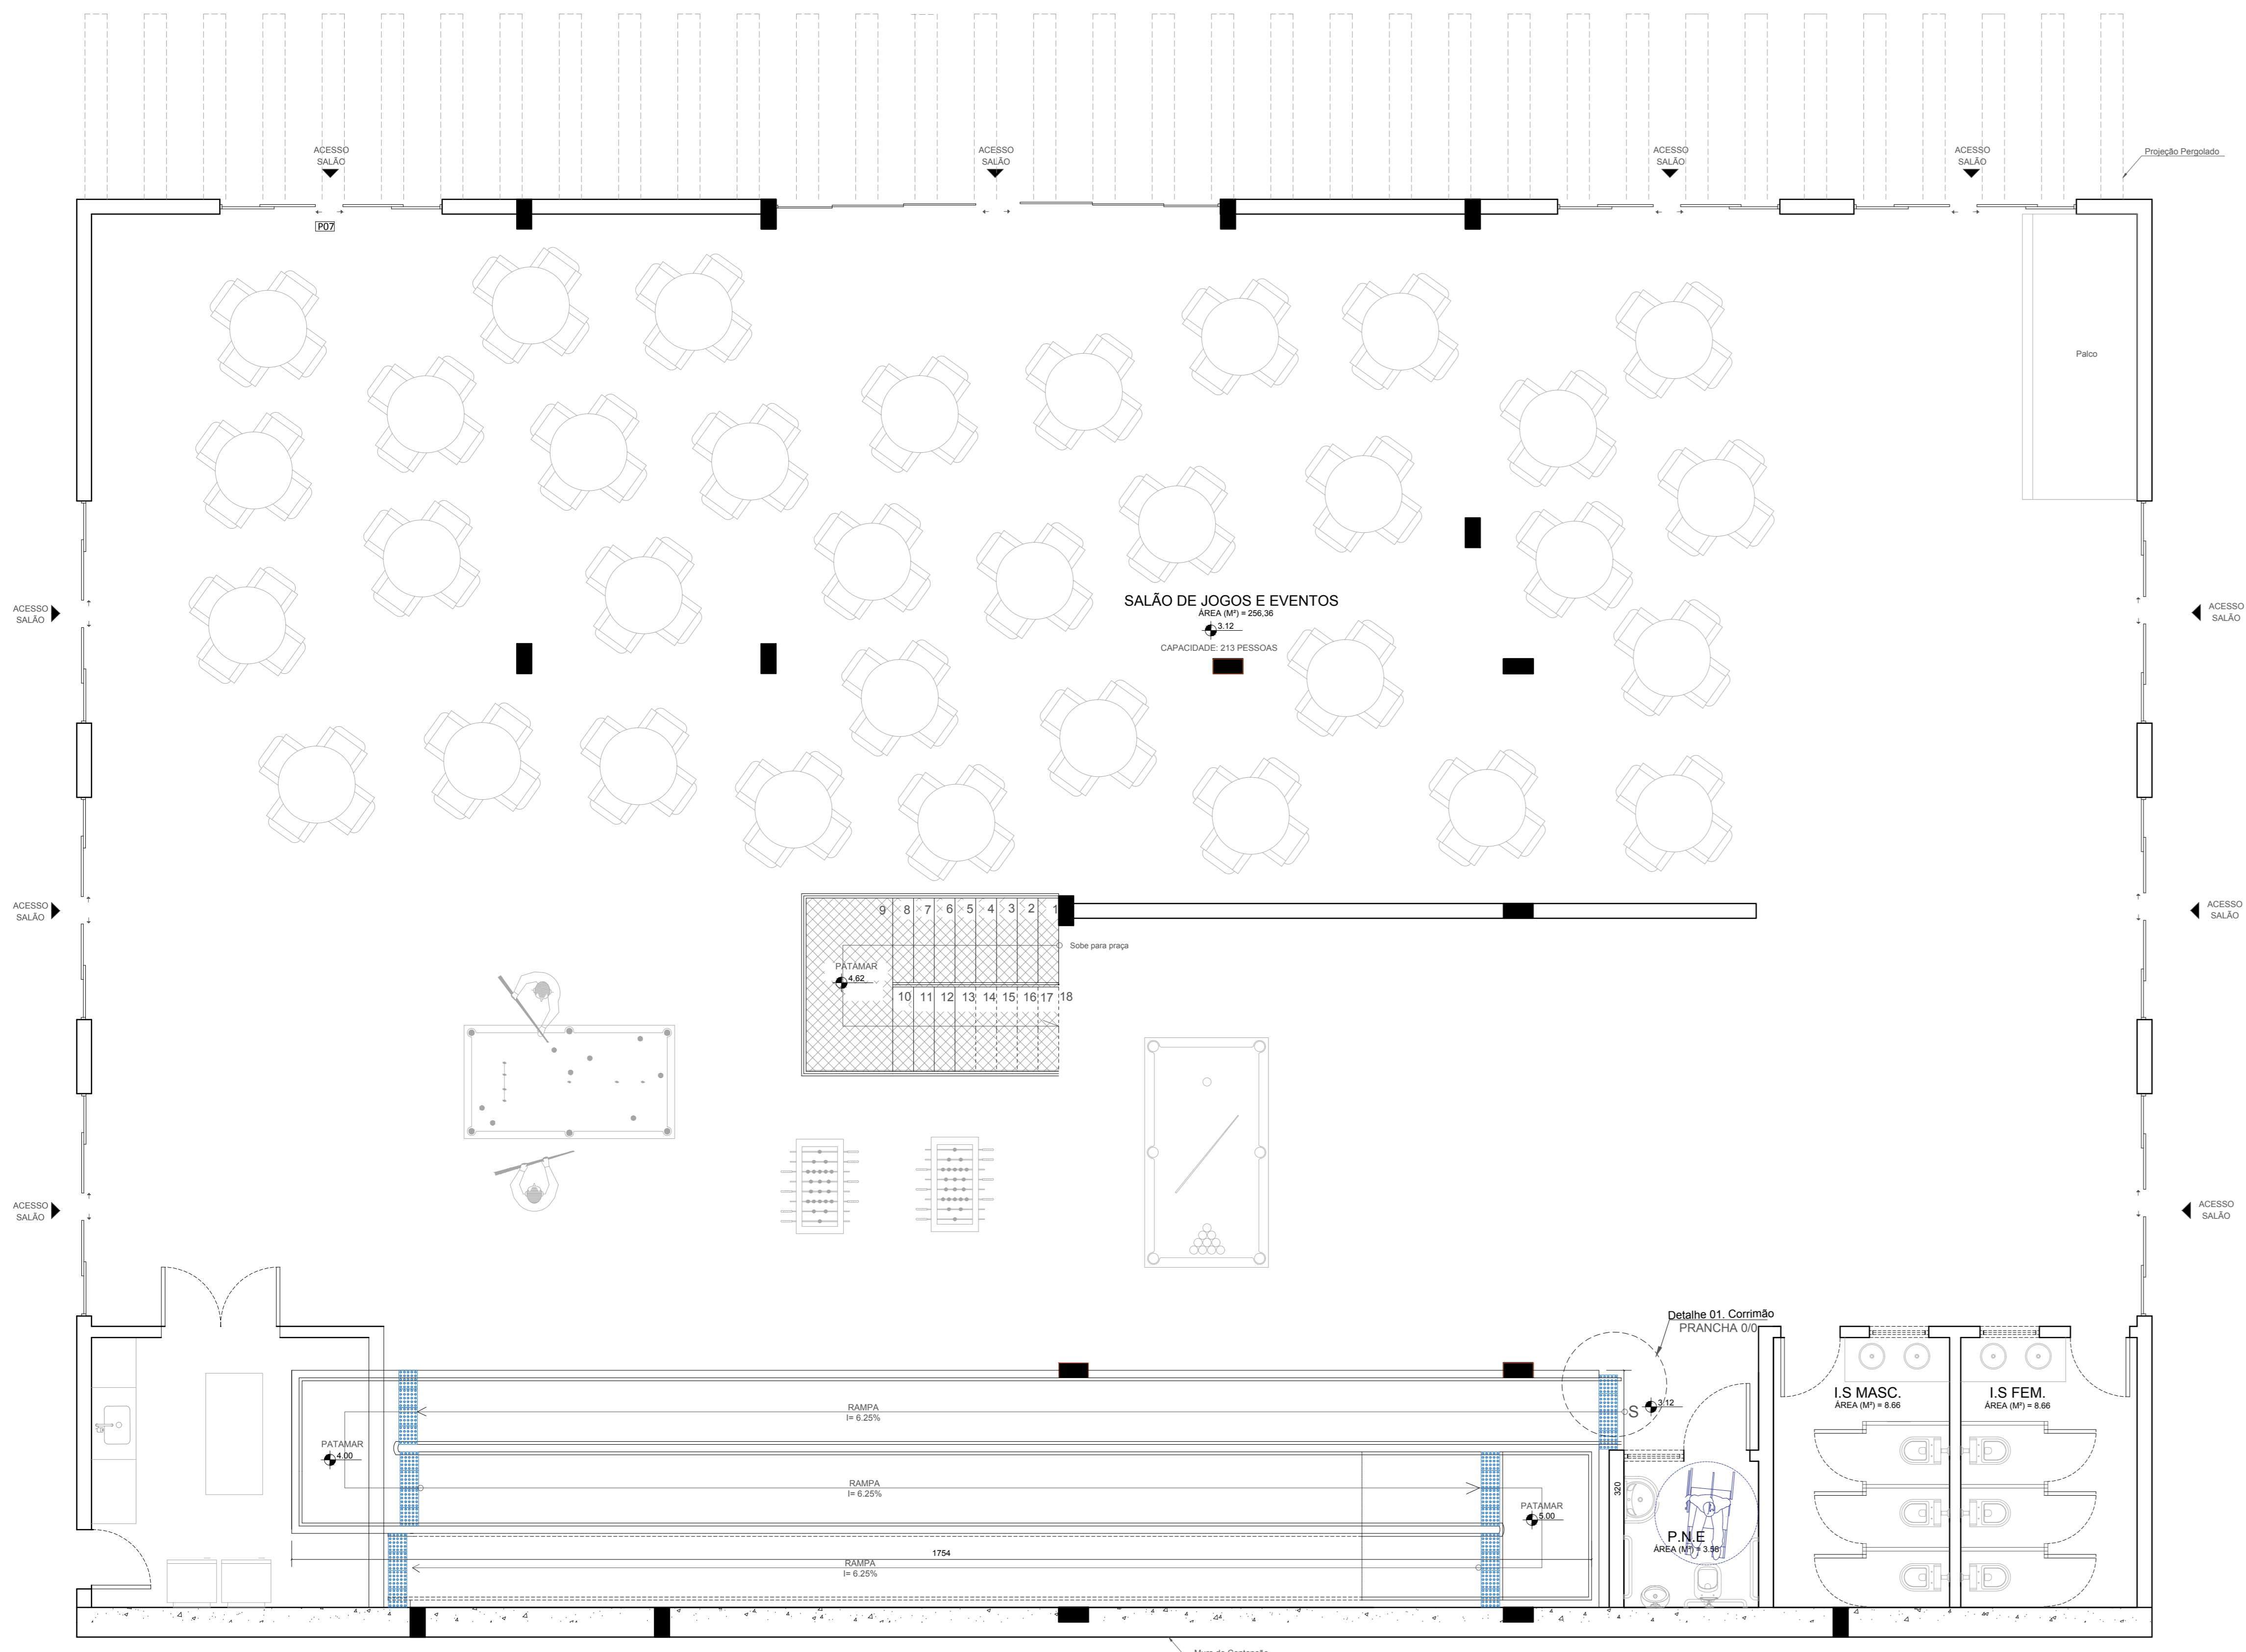 ACESSO
SALÃO
ACESSO
SALÃO
ACESSO
SALÃO
ACESSO
SALÃO
Projeção Pergolado
P07
Palco
SALÃO DE JOGOS E EVENTOS
ÁREA (M²) = 256,36
3.12
CAPACIDADE: 213 PESSOAS
ACESSO
SALÃO
ACESSO
SALÃO
ACESSO
SALÃO
ACESSO
SALÃO
9 8 7 6 5 4 3 2 1
Sobe para praça
PATAMAR
4.62
10 11 12 13 14 15 16 17 18
ACESSO
SALÃO
ACESSO
SALÃO
Detalhe 01. Corrimão
PRANCHA 0/0
I.S MASC.
ÁREA (M²) = 8.66
I.S FEM.
ÁREA (M²) = 8.66
RAMPA
I= 6.25%
S
3.12
PATAMAR
4.00
RAMPA
I= 6.25%
320
PATAMAR
5.00
P.N.E
ÁREA (M²) = 3.56
1754
RAMPA
I= 6.25%